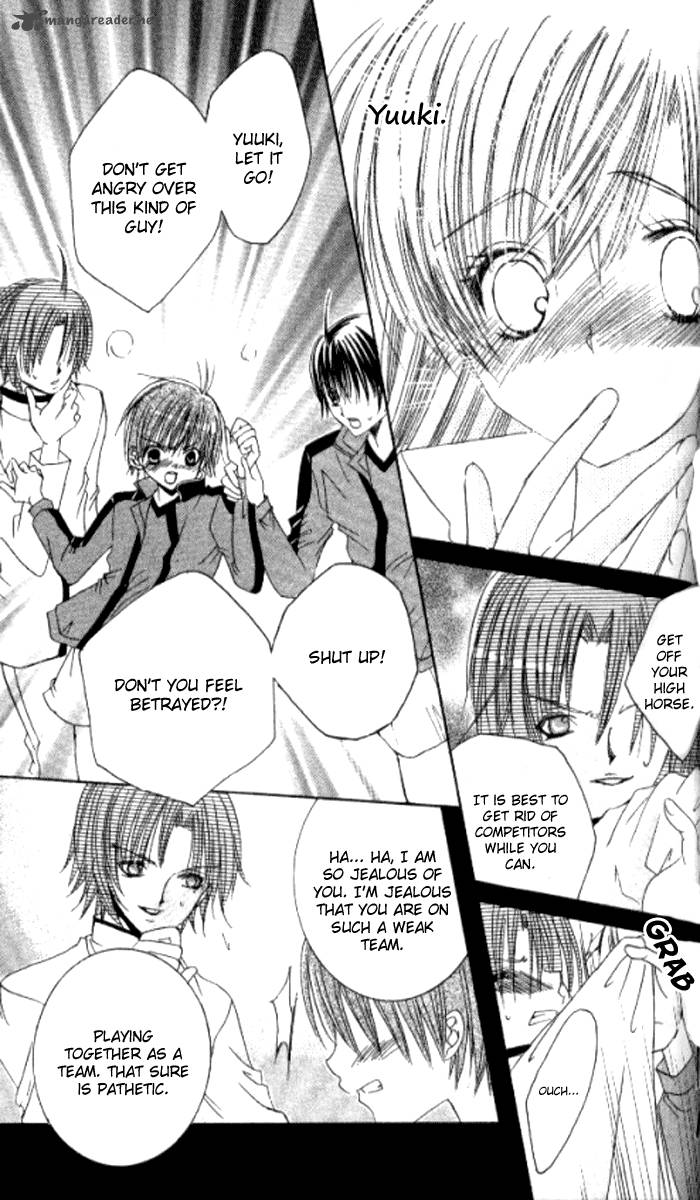 mangareader.net
Yuuki.
YUUKI,
LET IT
GO!
DON'T GET
ANGRY OVER
THIS KIND OF
GUY!
SHUT UP!
DON'T YOU FEEL
BETRAYED?!
GET
OFF
YOUR
HIGH
HORSE.
IT IS BEST TO
GET RID OF
COMPETITORS
WHILE YOU
CAN.
GRAB
OUCH...
HA... HA, I AM
SO JEALOUS OF
YOU. I'M JEALOUS
THAT YOU ARE ON
SUCH A WEAK
TEAM.
PLAYING
TOGETHER AS A
TEAM. THAT SURE
IS PATHETIC.